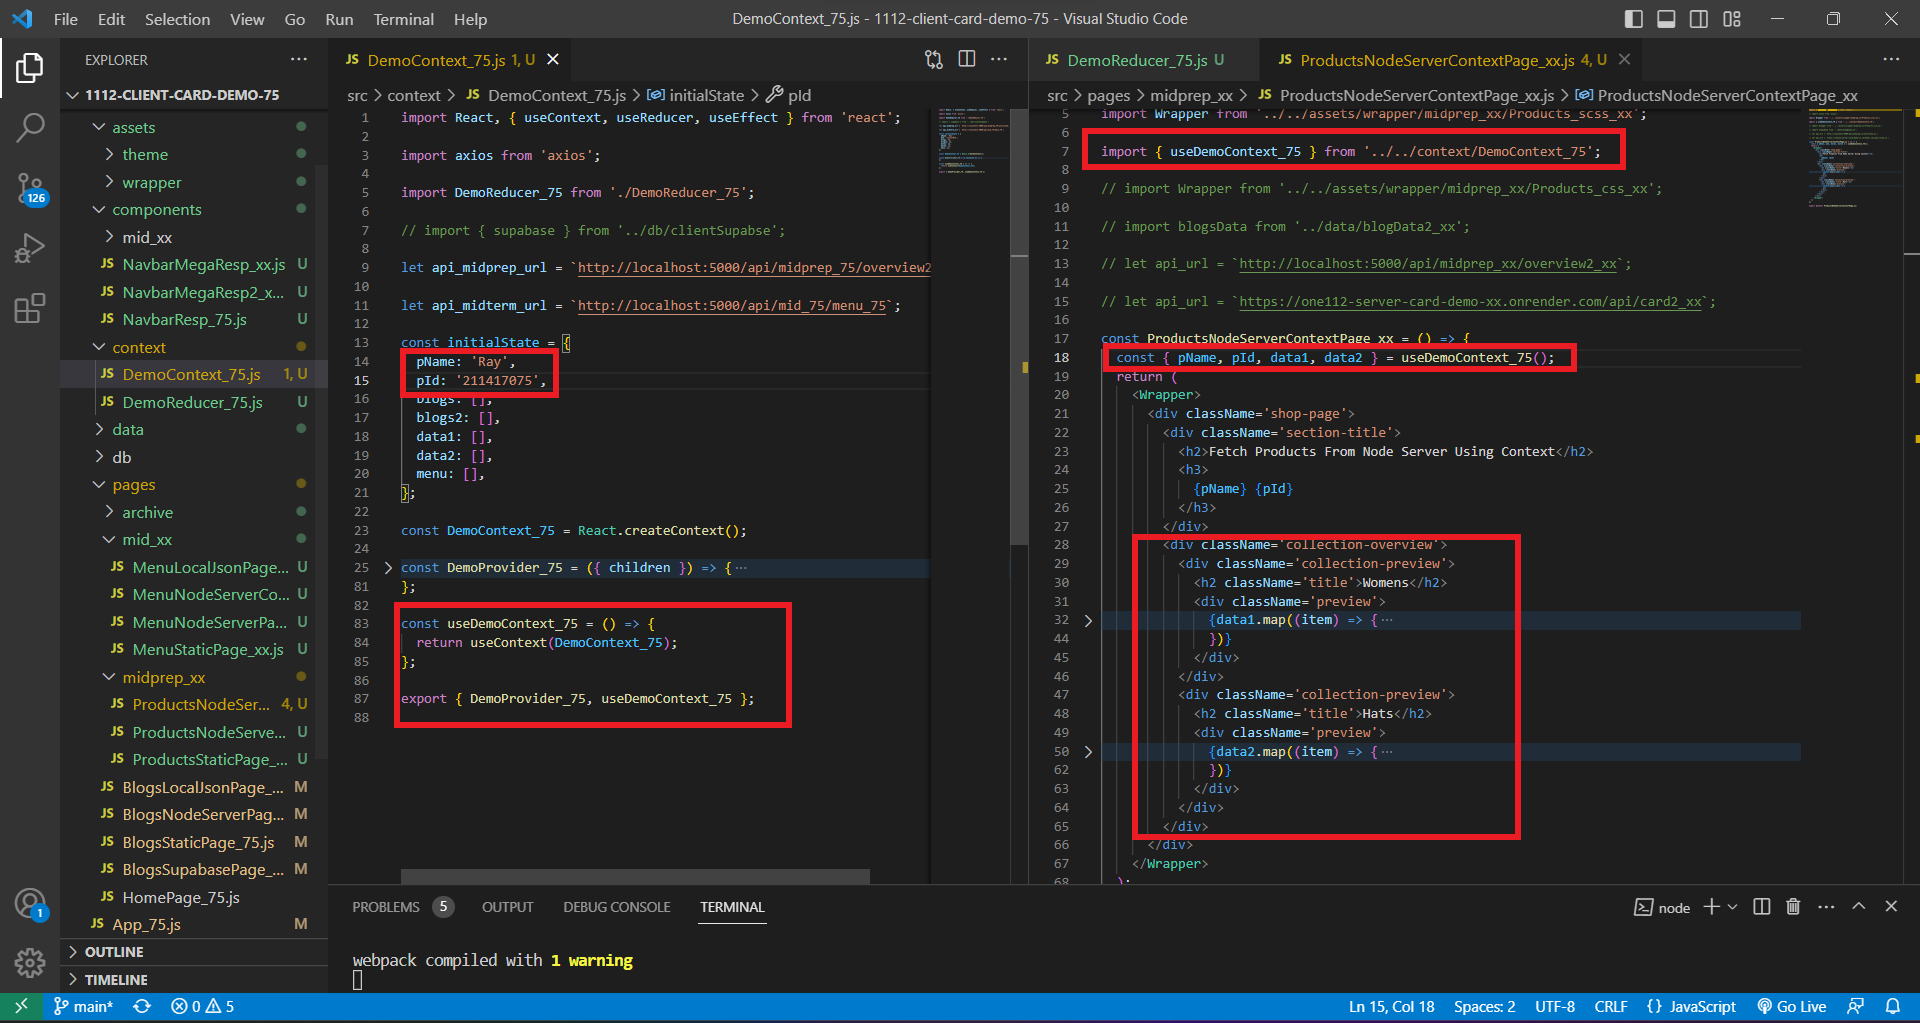 File Edit Selection View Go Run Terminal Help
DemoContext_75.js - 1112-client-card-demo-75 - Visual Studio Code
EXPLORER
1112-CLIENT-CARD-DEMO-75
assets
theme
wrapper
components
mid_xx
JS NavbarMegaResp_xx.js U
JS NavbarMegaResp2_x... U
JS NavbarResp_75.js U
context
JS DemoContext_75.js 1, U
JS DemoReducer_75.js U
data
db
pages
archive
mid_xx
JS MenuLocalJsonPage... U
JS MenuNodeServerCo... U
JS MenuNodeServerPa... U
JS MenuStaticPage_xx.js U
midprep_xx
JS ProductsNodeSer... 4, U
JS ProductsNodeServe... U
JS ProductsStaticPage_... U
JS BlogsLocalJsonPage_... M
JS BlogsNodeServerPag... M
JS BlogsStaticPage_75.js M
JS BlogsSupabasePage_... M
JS HomePage_75.js
JS App_75.js M
OUTLINE
TIMELINE
126
1
JS DemoContext_75.js 1, U
src > context > JS DemoContext_75.js > initialState > pId
1 import React, { useContext, useReducer, useEffect } from 'react';
2
3 import axios from 'axios';
4
5 import DemoReducer_75 from './DemoReducer_75';
6
7 // import { supabase } from '../db/clientSupabse';
8
9 let api_midprep_url = `http://localhost:5000/api/midprep_75/overview2
10
11 let api_midterm_url = `http://localhost:5000/api/mid_75/menu_75`;
12
13 const initialState = {
14 pName: 'Ray',
15 pId: '211417075',
16 blogs: [],
17 blogs2: [],
18 data1: [],
19 data2: [],
20 menu: [],
21 };
22
23 const DemoContext_75 = React.createContext();
24
25 const DemoProvider_75 = ({ children }) => {···
81 };
82
83 const useDemoContext_75 = () => {
84 return useContext(DemoContext_75);
85 };
86
87 export { DemoProvider_75, useDemoContext_75 };
88
JS DemoReducer_75.js U
JS ProductsNodeServerContextPage_xx.js 4, U
src > pages > midprep_xx > JS ProductsNodeServerContextPage_xx.js > ProductsNodeServerContextPage_xx
5 import Wrapper from '../../assets/wrapper/midprep_xx/Products_scss_xx';
6
7 import { useDemoContext_75 } from '../../context/DemoContext_75';
8
9 // import Wrapper from '../../assets/wrapper/midprep_xx/Products_css_xx';
10
11 // import blogsData from '../data/blogData2_xx';
12
13 // let api_url = `http://localhost:5000/api/midprep_xx/overview2_xx`;
14
15 // let api_url = `https://one112-server-card-demo-xx.onrender.com/api/card2_xx`;
16
17 const ProductsNodeServerContextPage_xx = () => {
18 const { pName, pId, data1, data2 } = useDemoContext_75();
19 return (
20 <Wrapper>
21 <div className='shop-page'>
22 <div className='section-title'>
23 <h2>Fetch Products From Node Server Using Context</h2>
24 <h3>
25 {pName} {pId}
26 </h3>
27 </div>
28 <div className='collection-overview'>
29 <div className='collection-preview'>
30 <h2 className='title'>Womens</h2>
31 <div className='preview'>
32 {data1.map((item) => {···
44 })}
45 </div>
46 </div>
47 <div className='collection-preview'>
48 <h2 className='title'>Hats</h2>
49 <div className='preview'>
50 {data2.map((item) => {···
62 })}
63 </div>
64 </div>
65 </div>
66 </div>
67 </Wrapper>
68 );
PROBLEMS 5 OUTPUT DEBUG CONSOLE TERMINAL
node
webpack compiled with 1 warning
main* 0 5
Ln 15, Col 18 Spaces: 2 UTF-8 CRLF {} JavaScript Go Live